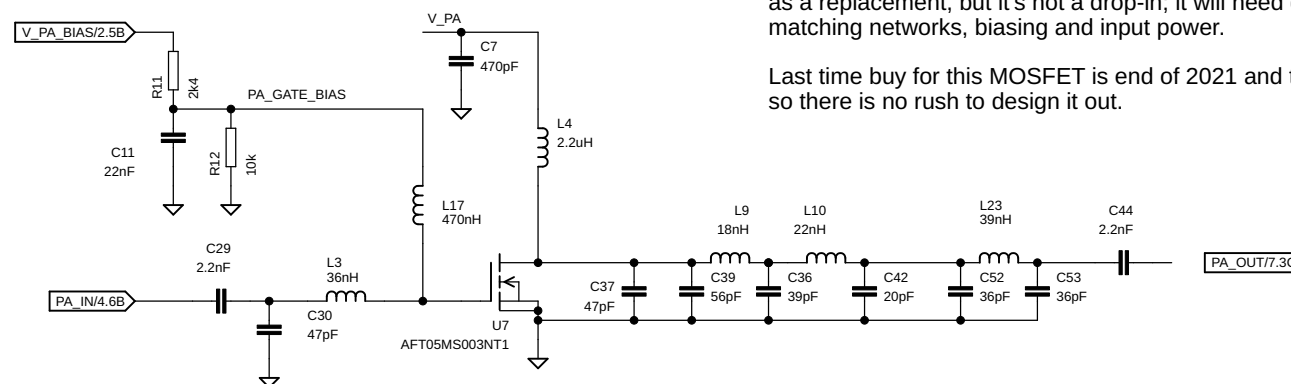 as a replacement, but it's not a drop-in; it will need
matching networks, biasing and input power.
Last time buy for this MOSFET is end of 2021 and
so there is no rush to design it out.
V_PA
V_PA_BIAS/2.5B
C7
470pF
R11
2k4
PA_GATE_BIAS
L4
2.2uH
C11
22nF
R12
10k
L17
470nH
L9
18nH
L10
22nH
L23
39nH
C44
2.2nF
C29
2.2nF
L3
36nH
PA_OUT/7.3
C37
47pF
C39
56pF
C36
39pF
C42
20pF
C52
36pF
C53
36pF
PA_IN/4.6B
C30
47pF
U7
AFT05MS003NT1